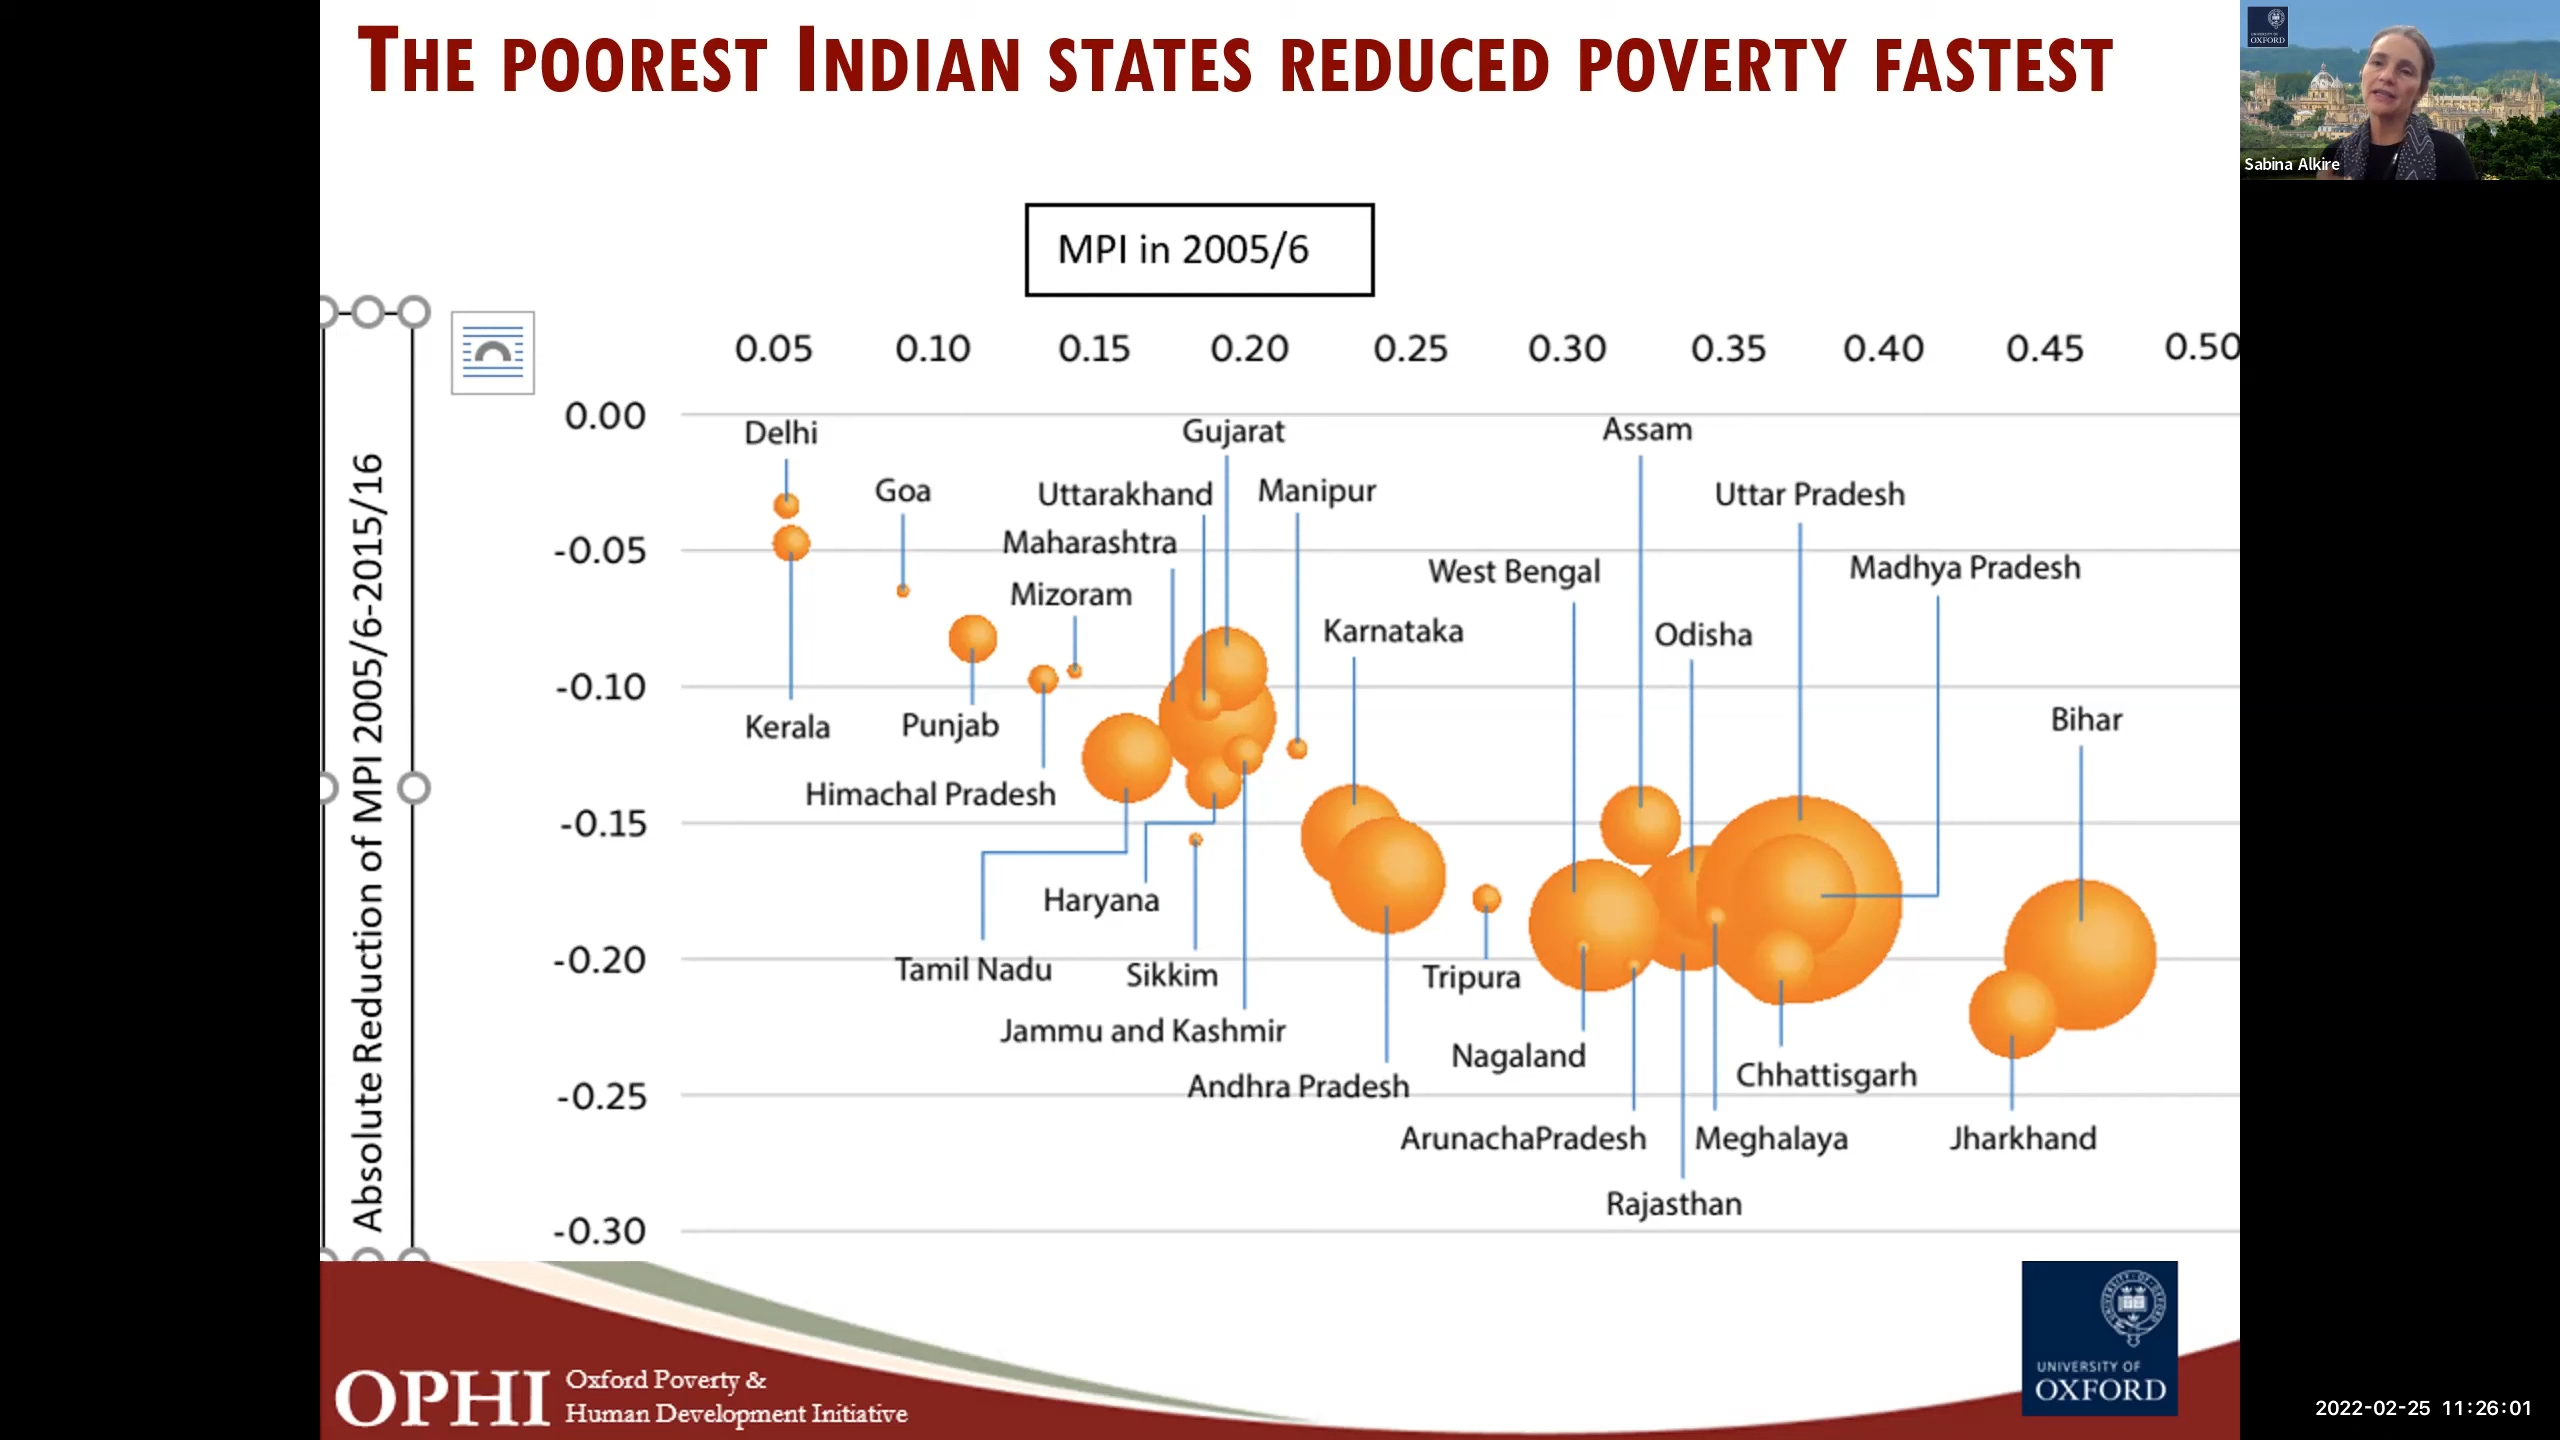 THE POOREST INDIAN STATES REDUCED POVERTY FASTEST
UNIVERSITY OF
OXFORD
Sabina Alkire
MPI in 2005/6
0.05 0.10 0.15 0.20 0.25 0.30 0.35 0.40 0.45 0.50
Absolute Reduction of MPI 2005/6-2015/16
0.00
-0.05
-0.10
-0.15
-0.20
-0.25
-0.30
Delhi
Gujarat
Assam
Goa
Uttarakhand
Manipur
Uttar Pradesh
Maharashtra
West Bengal
Madhya Pradesh
Mizoram
Karnataka
Odisha
Kerala
Punjab
Bihar
Himachal Pradesh
Haryana
Tamil Nadu
Sikkim
Tripura
Jammu and Kashmir
Nagaland
Andhra Pradesh
Chhattisgarh
ArunachaPradesh
Meghalaya
Jharkhand
Rajasthan
OPHI
Oxford Poverty &
Human Development Initiative
UNIVERSITY OF
OXFORD
2022-02-25 11:26:01